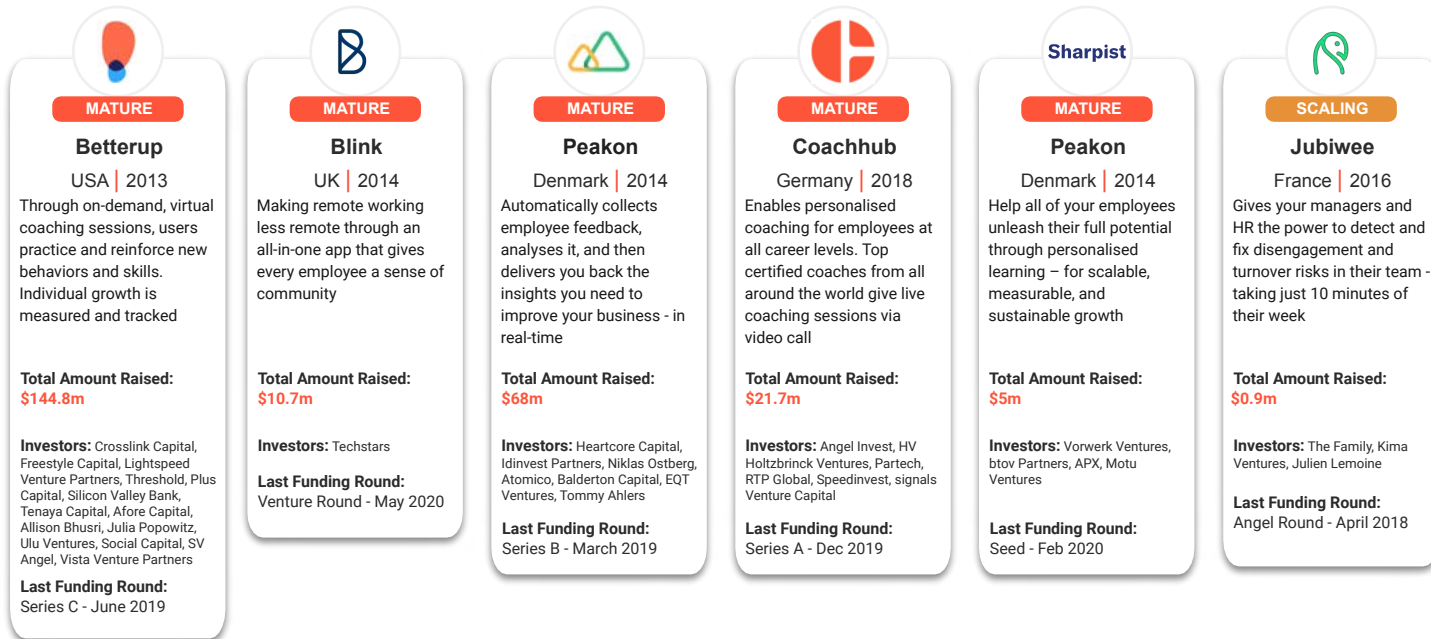 MATURE
Betterup
USA | 2013
Through on-demand, virtual
coaching sessions, users
practice and reinforce new
behaviors and skills.
Individual growth is
measured and tracked
Total Amount Raised:
$144.8m
Investors: Crosslink Capital,
Freestyle Capital, Lightspeed
Venture Partners, Threshold, Plus
Capital, Silicon Valley Bank,
Tenaya Capital, Afore Capital,
Allison Bhusri, Julia Popowitz,
Ulu Ventures, Social Capital, SV
Angel, Vista Venture Partners
Last Funding Round:
Series C - June 2019
MATURE
Blink
UK | 2014
Making remote working
less remote through an
all-in-one app that gives
every employee a sense of
community
Total Amount Raised:
$10.7m
Investors: Techstars
Last Funding Round:
Venture Round - May 2020
MATURE
Peakon
Denmark | 2014
Automatically collects
employee feedback,
analyses it, and then
delivers you back the
insights you need to
improve your business - in
real-time
Total Amount Raised:
$68m
Investors: Heartcore Capital,
Idinvest Partners, Niklas Ostberg,
Atomico, Balderton Capital, EQT
Ventures, Tommy Ahlers
Last Funding Round:
Series B - March 2019
MATURE
Coachhub
Germany | 2018
Enables personalised
coaching for employees at
all career levels. Top
certified coaches from all
around the world give live
coaching sessions via
video call
Total Amount Raised:
$21.7m
Investors: Angel Invest, HV
Holtzbrinck Ventures, Partech,
RTP Global, Speedinvest, signals
Venture Capital
Last Funding Round:
Series A - Dec 2019
Sharpist
MATURE
Peakon
Denmark | 2014
Help all of your employees
unleash their full potential
through personalised
learning – for scalable,
measurable, and
sustainable growth
Total Amount Raised:
$5m
Investors: Vorwerk Ventures,
btov Partners, APX, Motu
Ventures
Last Funding Round:
Seed - Feb 2020
SCALING
Jubiwee
France | 2016
Gives your managers and
HR the power to detect and
fix disengagement and
turnover risks in their team -
taking just 10 minutes of
their week
Total Amount Raised:
$0.9m
Investors: The Family, Kima
Ventures, Julien Lemoine
Last Funding Round:
Angel Round - April 2018